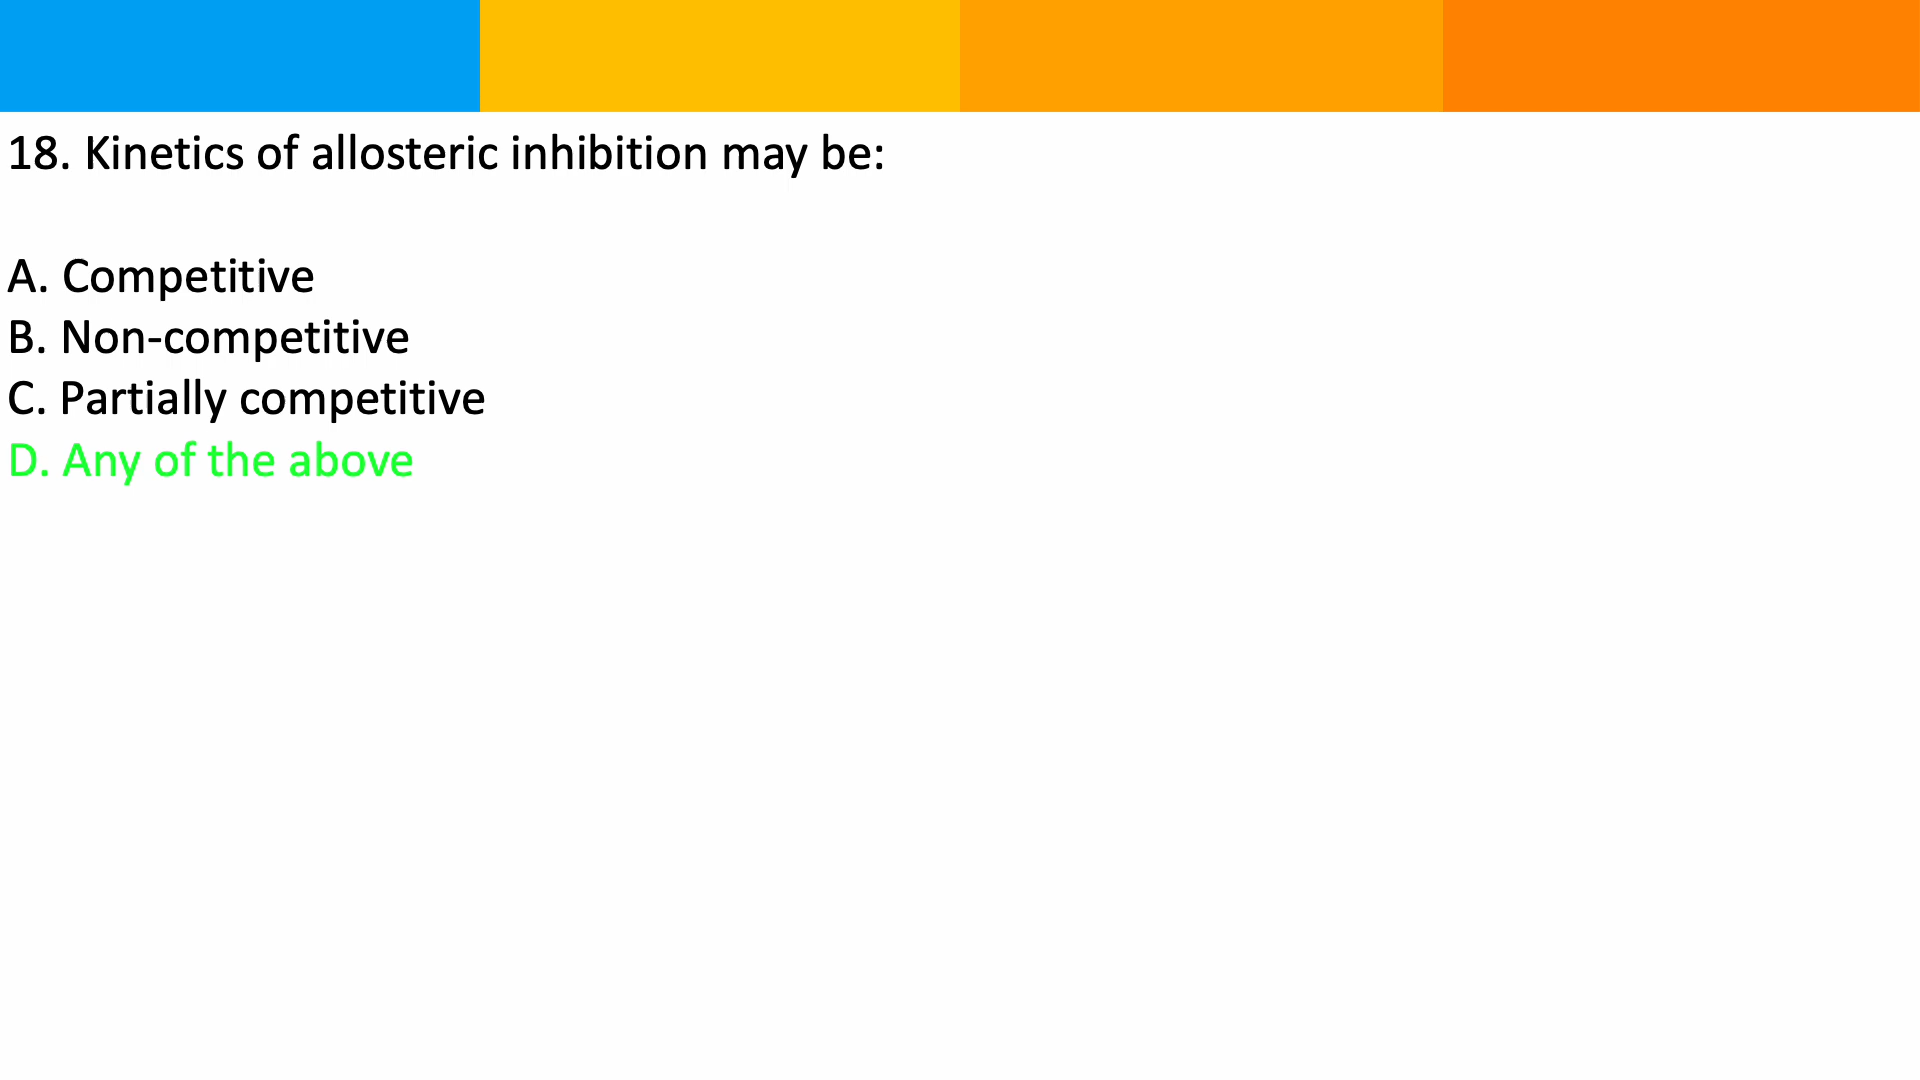 18. Kinetics of allosteric inhibition may be:
A. Competitive
B. Non-competitive
C. Partially competitive
D. Any of the above